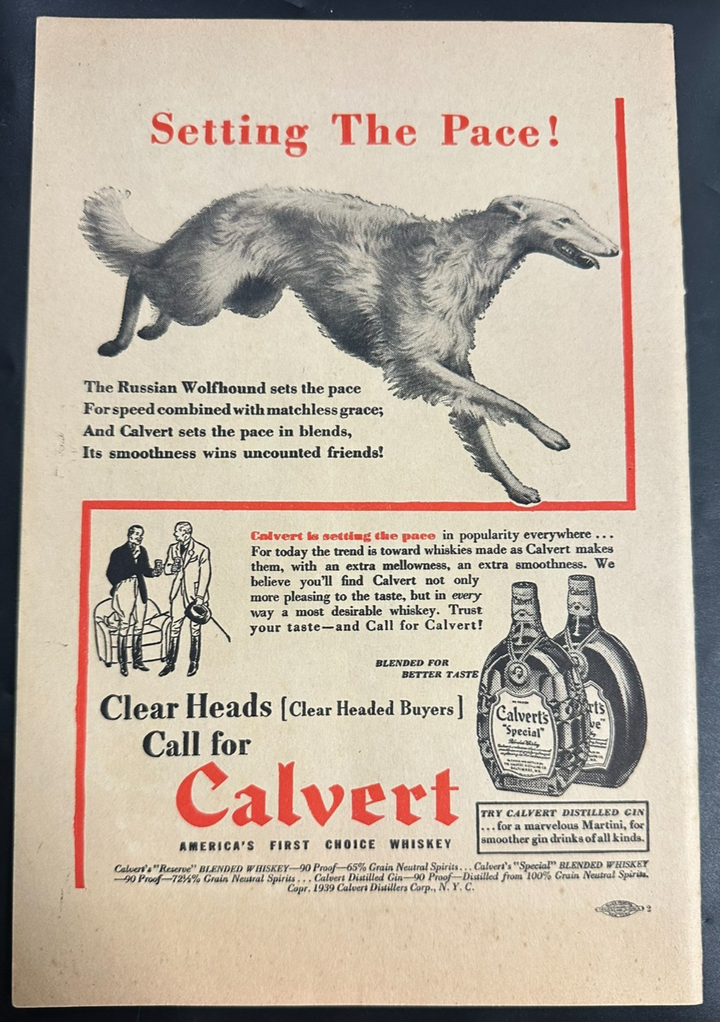 Setting The Pace!
The Russian Wolfhound sets the pace
For speed combined with matchless grace;
And Calvert sets the pace in blends,
Its smoothness wins uncounted friends!
Calvert is setting the pace in popularity everywhere ...
For today the trend is toward whiskies made as Calvert makes
them, with an extra mellowness, an extra smoothness. We
believe you'll find Calvert not only
more pleasing to the taste, but in every
way a most desirable whiskey. Trust
your taste—and Call for Calvert!
BLENDED FOR
BETTER TASTE
Calvert's
"Special"
Clear Heads [Clear Headed Buyers]
Call for
Calvert
AMERICA'S FIRST CHOICE WHISKEY
TRY CALVERT DISTILLED GIN
...for a marvelous Martini, for
smoother gin drinks of all kinds.
Calvert's "Reserve" BLENDED WHISKEY—90 Proof—65% Grain Neutral Spirits... Calvert's "Special" BLENDED WHISKEY
—90 Proof—72½% Grain Neutral Spirits... Calvert Distilled Gin—90 Proof—Distilled from 100% Grain Neutral Spirits.
Copr. 1939 Calvert Distillers Corp., N. Y. C.
2